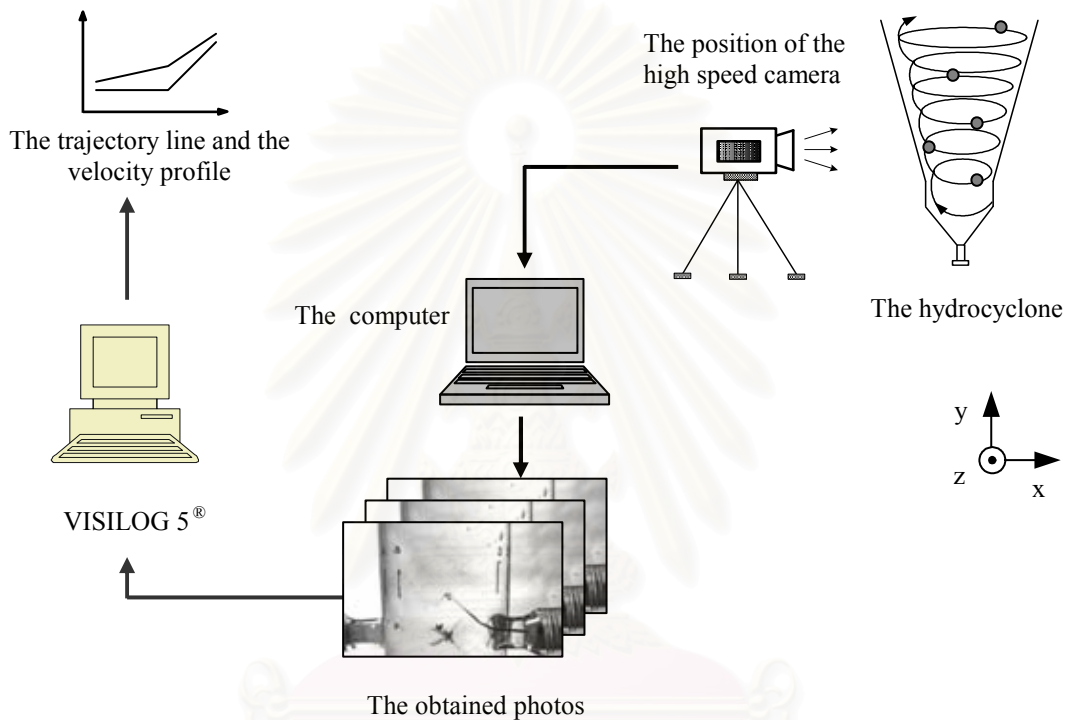 The position of the
high speed camera
The trajectory line and the
velocity profile
The computer
The hydrocyclone
y
z
x
VISILOG 5®
The obtained photos